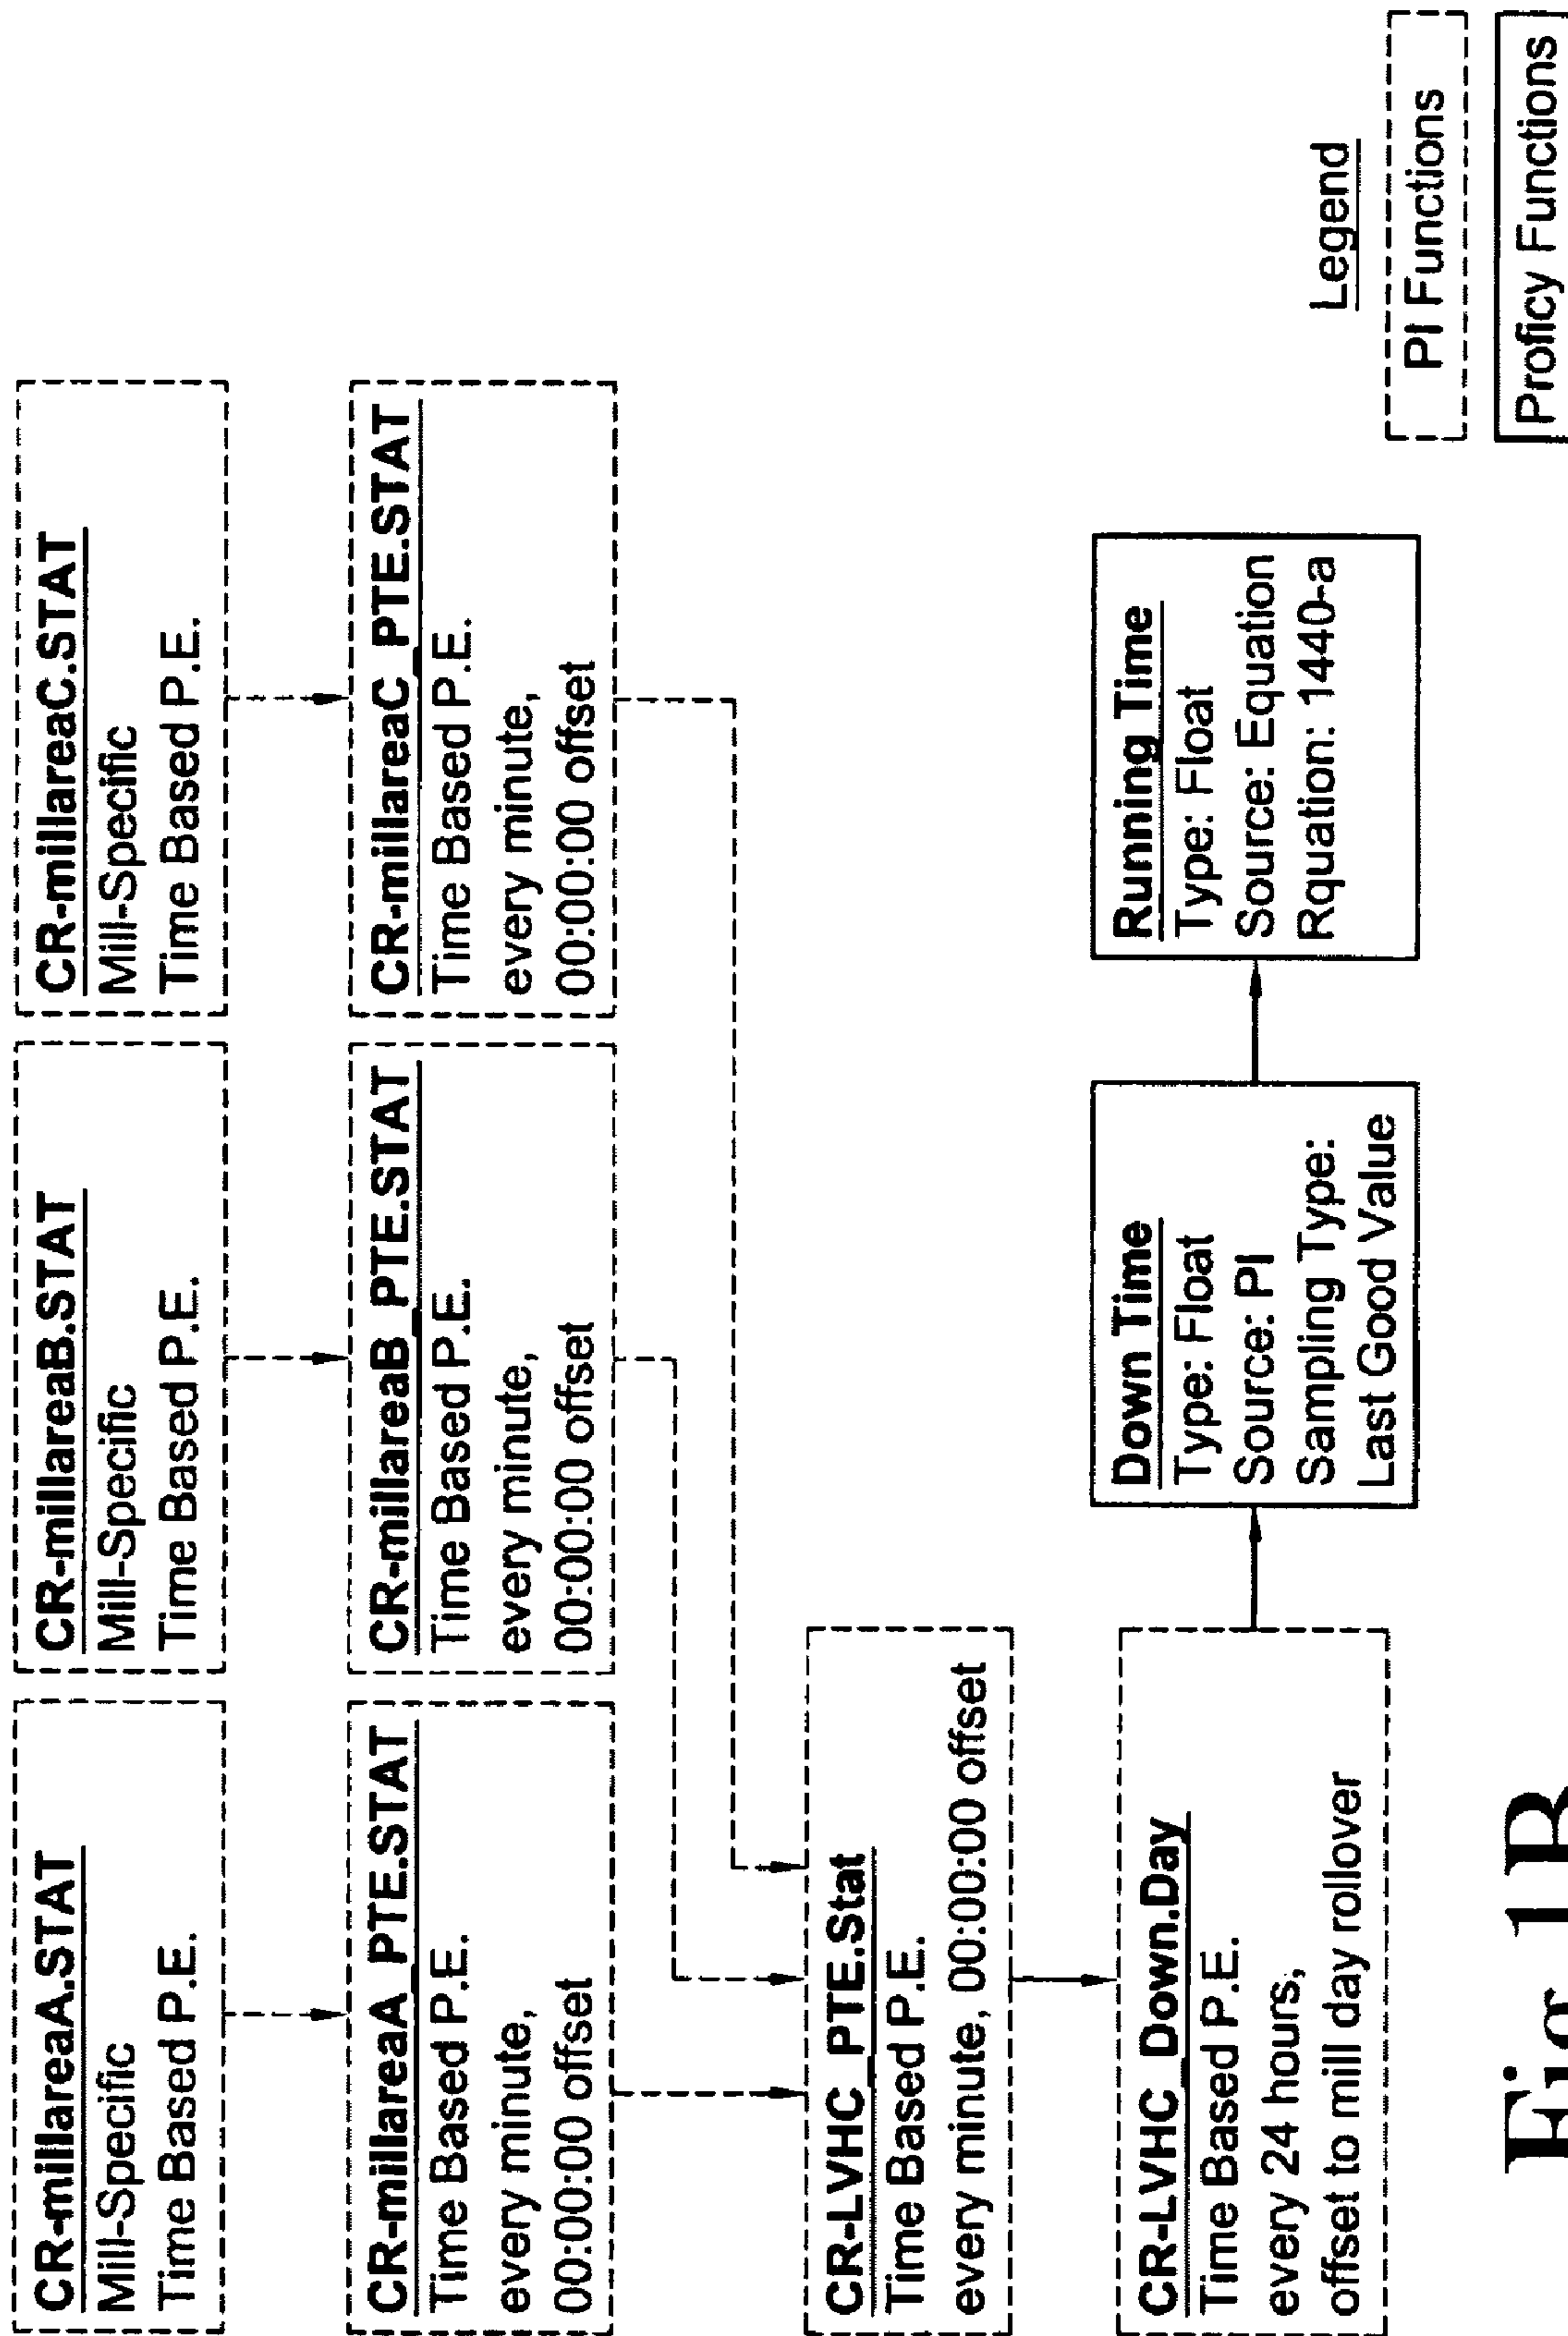 CR-millareaA.STAT
Mill-Specific
Time Based P.E.
CR-millareaB.STAT
Mill-Specific
Time Based P.E.
CR-millareaC.STAT
Mill-Specific
Time Based P.E.
CR-millareaA_PTE.STAT
Time Based P.E.
every minute,
00:00:00 offset
CR-millareaB_PTE.STAT
Time Based P.E.
every minute,
00:00:00 offset
CR-millareaC_PTE.STAT
Time Based P.E.
every minute,
00:00:00 offset
CR-LVHC_PTE.Stat
Time Based P.E.
every minute, 00:00:00 offset
CR-LVHC_Down.Day
Time Based P.E.
every 24 hours,
offset to mill day rollover
Down Time
Type: Float
Source: PI
Sampling Type:
Last Good Value
Running Time
Type: Float
Source: Equation
Rquation: 1440-a
Legend
PI Functions
Proficy Functions
Fig. 1B